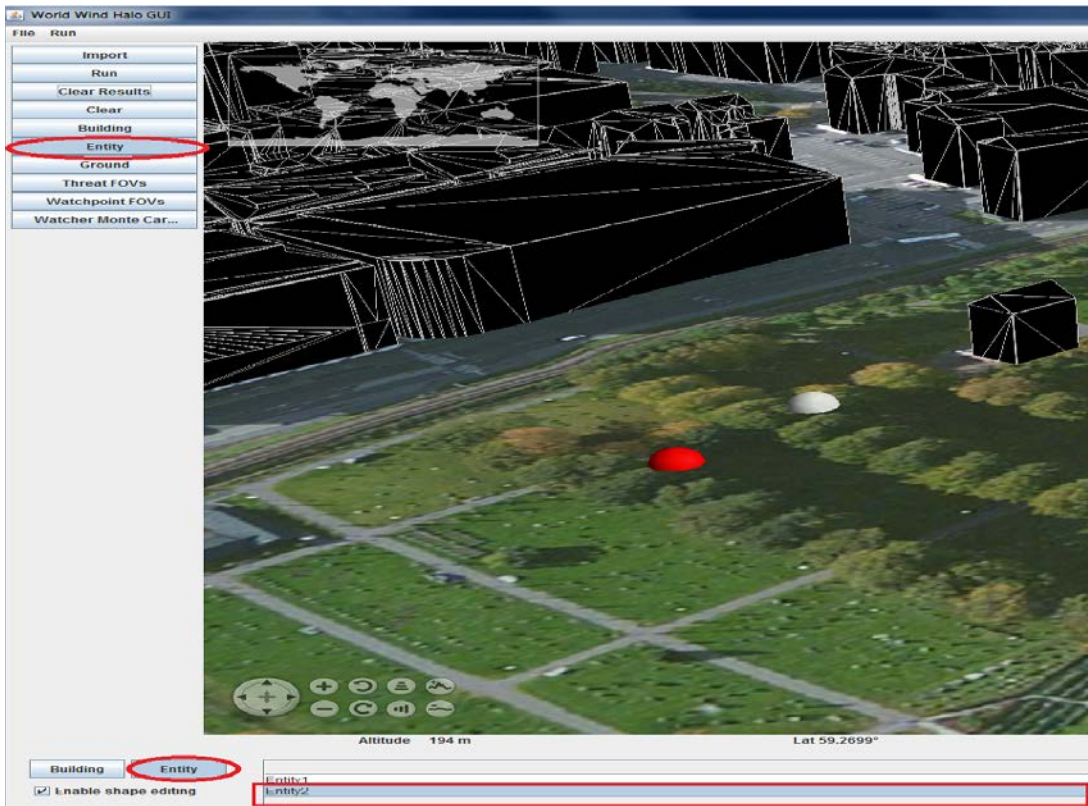 World Wind Halo GUI
File Run
Import
Run
Clear Results
Clear
Building
Entity
Ground
Threat FOVs
Watchpoint FOVs
Watcher Monte Car...
Altitude 194 m Lat 59.2699°
Building Entity
Enable shape editing
Entity1
Entity2